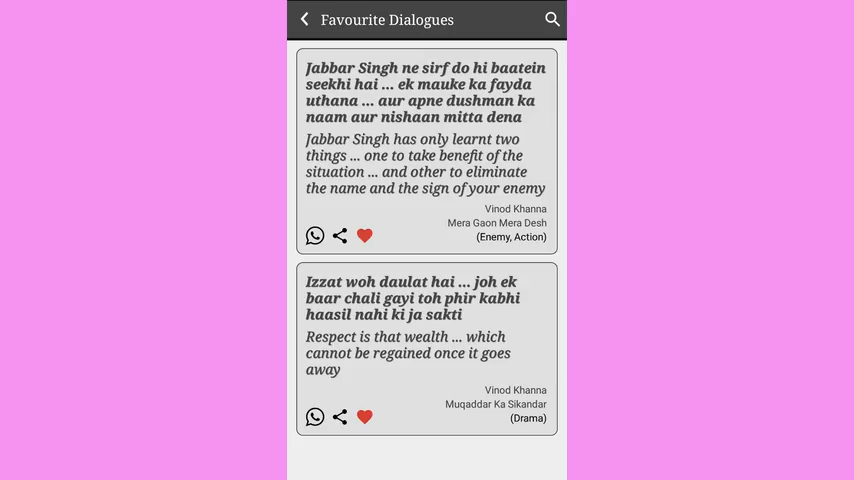 Favourite Dialogues
Jabbar Singh ne sirf do hi baatein
seekhi hai ... ek mauke ka fayda
uthana ... aur apne dushman ka
naam aur nishaan mitta dena
Jabbar Singh has only learnt two
things ... one to take benefit of the
situation ... and other to eliminate
the name and the sign of your enemy
Vinod Khanna
Mera Gaon Mera Desh
(Enemy, Action)
Izzat woh daulat hai ... joh ek
baar chali gayi toh phir kabhi
haasil nahi ki ja sakti
Respect is that wealth ... which
cannot be regained once it goes
away
Vinod Khanna
Muqaddar Ka Sikandar
(Drama)